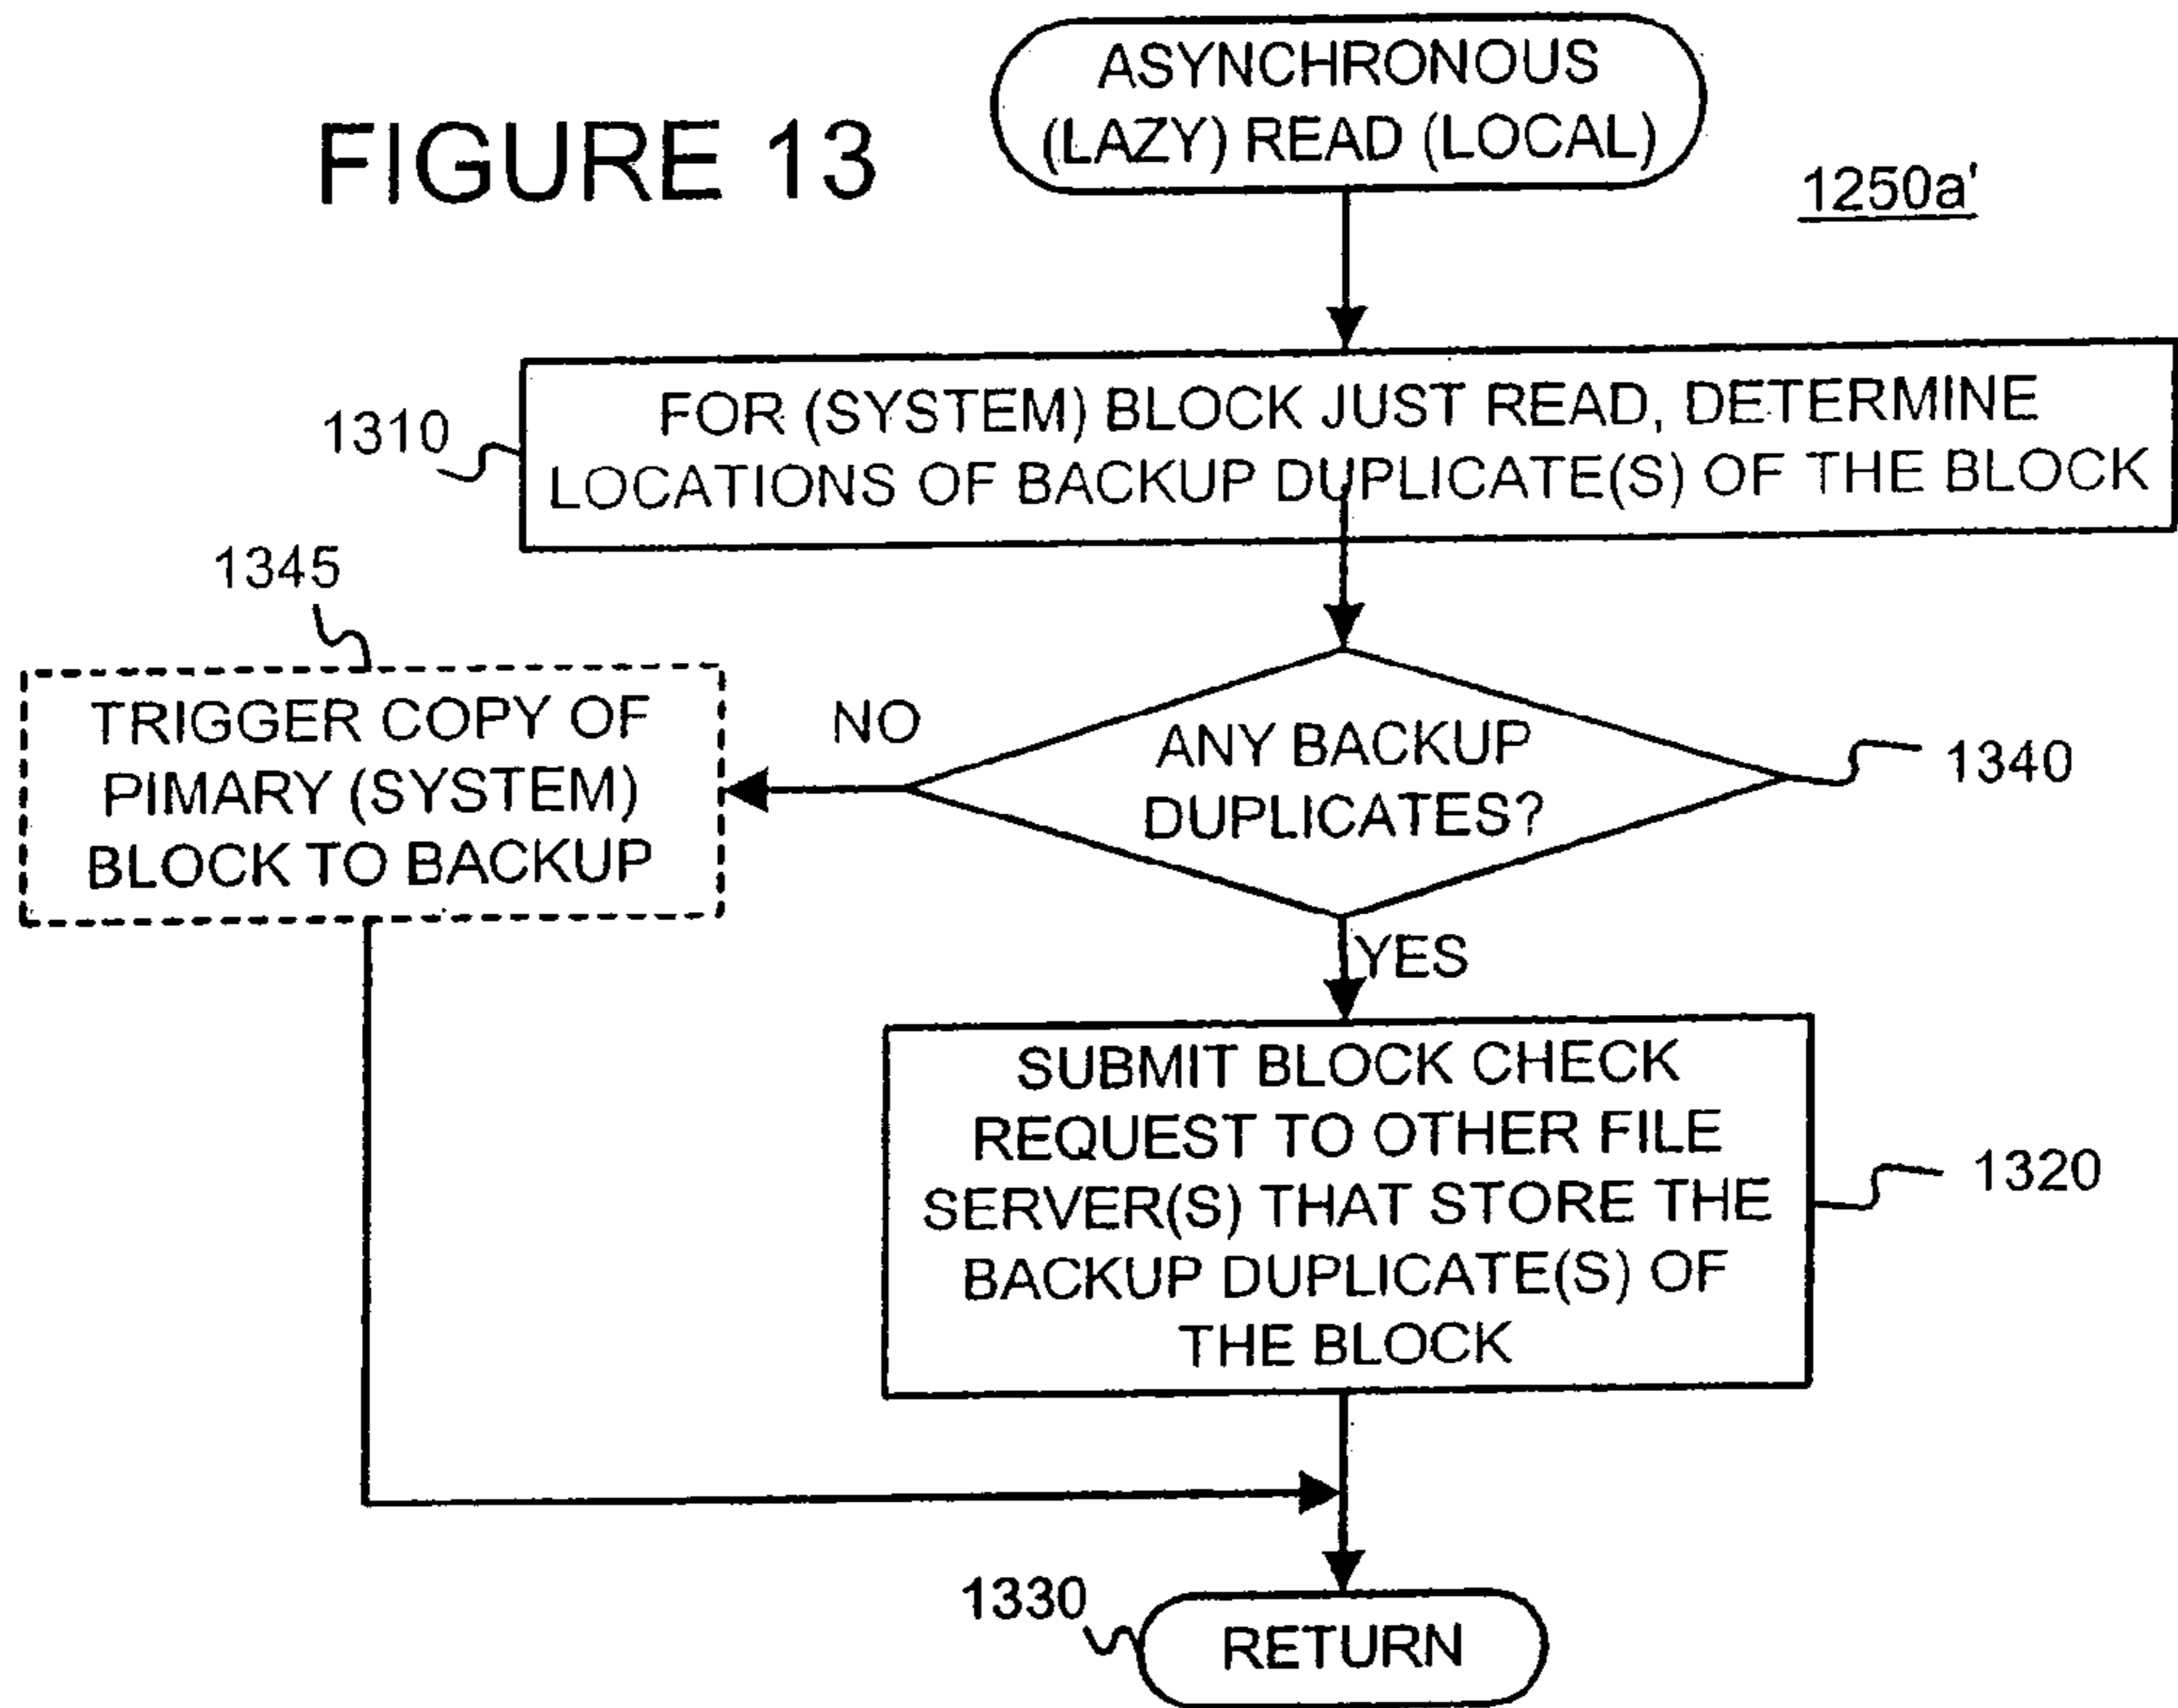 FIGURE 13
ASYNCHRONOUS
(LAZY) READ (LOCAL)
1250a'
1310
FOR (SYSTEM) BLOCK JUST READ, DETERMINE
LOCATIONS OF BACKUP DUPLICATE(S) OF THE BLOCK
1345
TRIGGER COPY OF
PIMARY (SYSTEM)
BLOCK TO BACKUP
NO
ANY BACKUP
DUPLICATES?
1340
YES
SUBMIT BLOCK CHECK
REQUEST TO OTHER FILE
SERVER(S) THAT STORE THE
BACKUP DUPLICATE(S) OF
THE BLOCK
1320
1330
RETURN